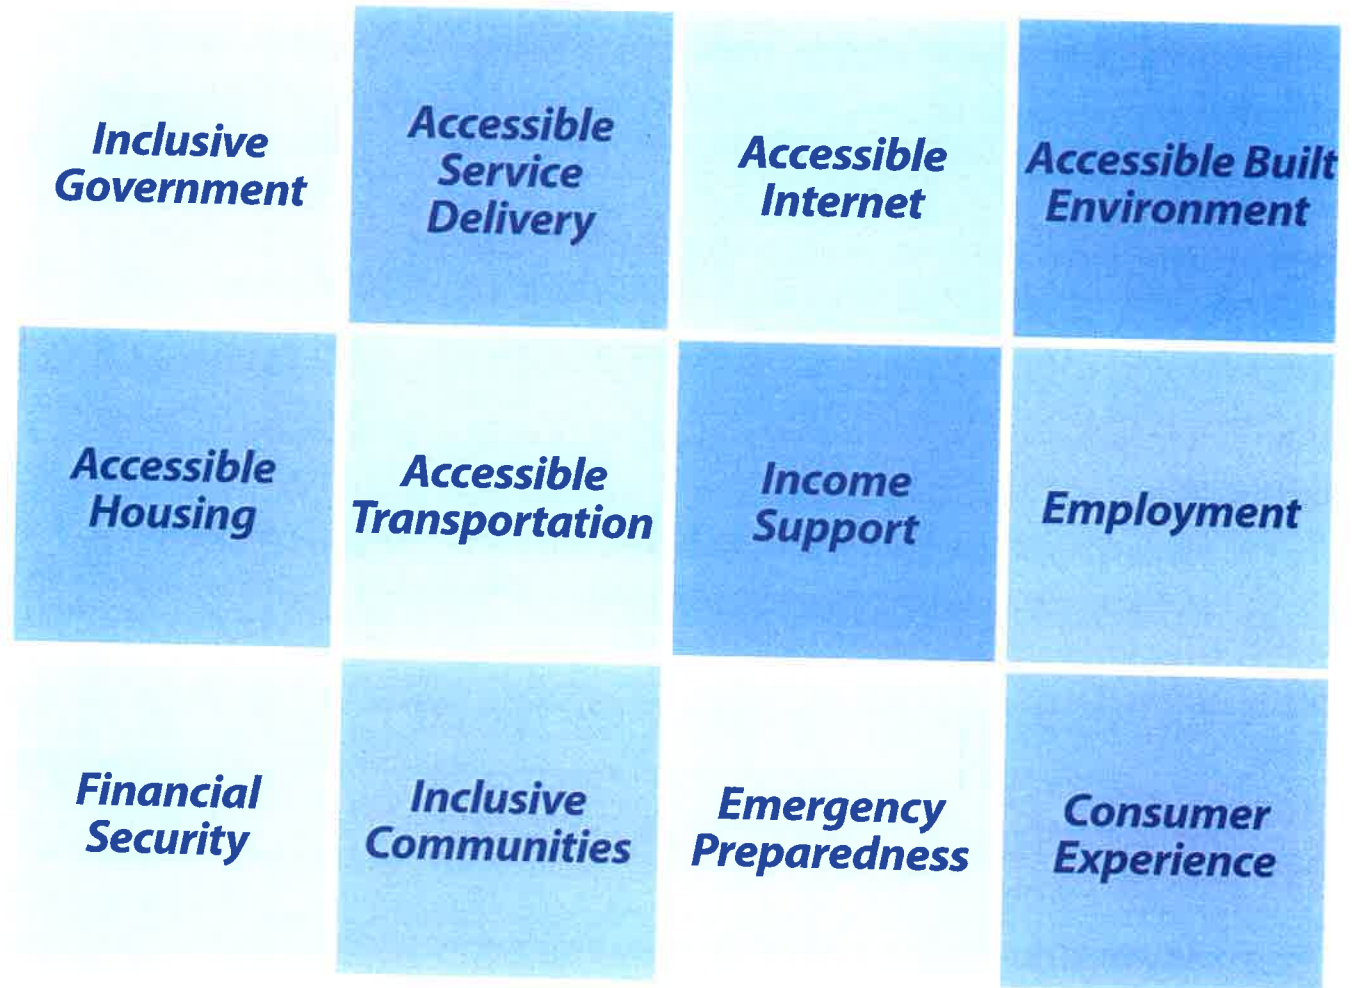 Inclusive
Government
Accessible
Service
Delivery
Accessible
Internet
Accessible Built
Environment
Accessible
Housing
Accessible
Transportation
Income
Support
Employment
Financial
Security
Inclusive
Communities
Emergency
Preparedness
Consumer
Experience